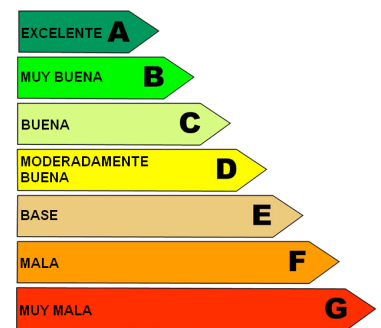 EXCELENTE A
MUY BUENA B
BUENA C
MODERADAMENTE
BUENA D
BASE E
MALA F
MUY MALA G